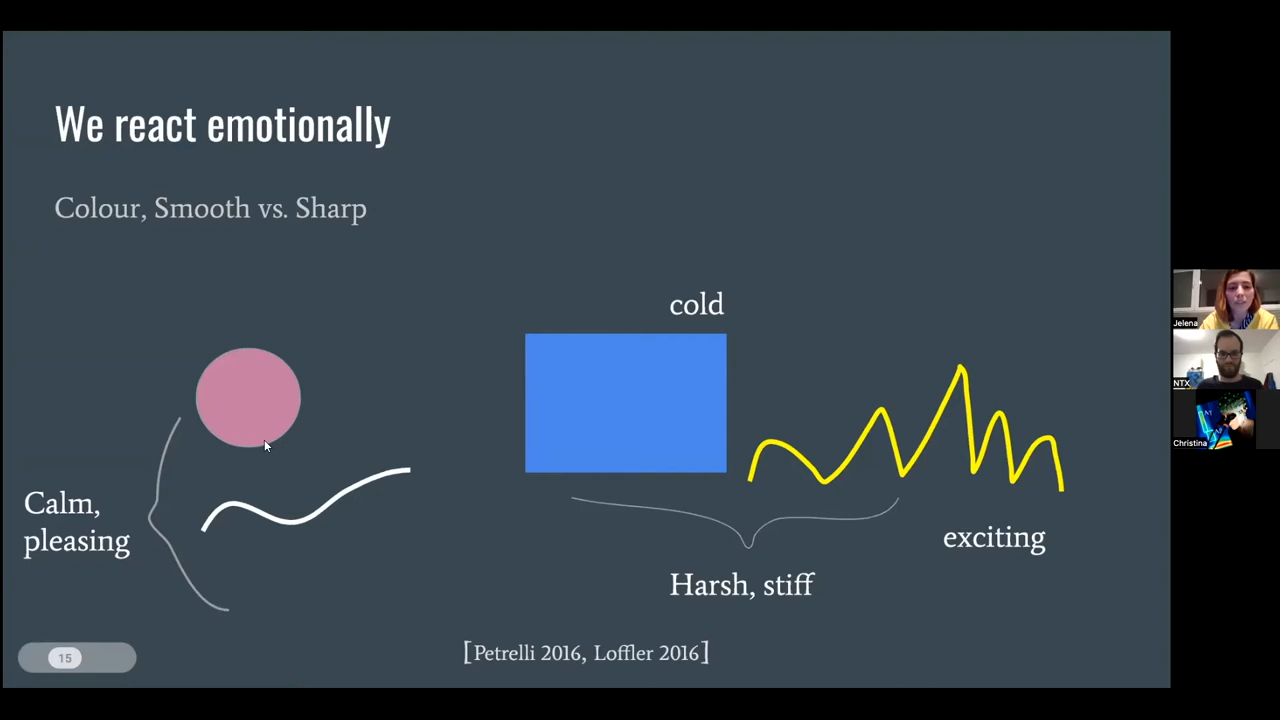 We react emotionally
Colour, Smooth vs. Sharp
cold
Calm,
pleasing
exciting
Harsh, stiff
[Petrelli 2016, Loffler 2016]
15
Jelena
NTX
Christina